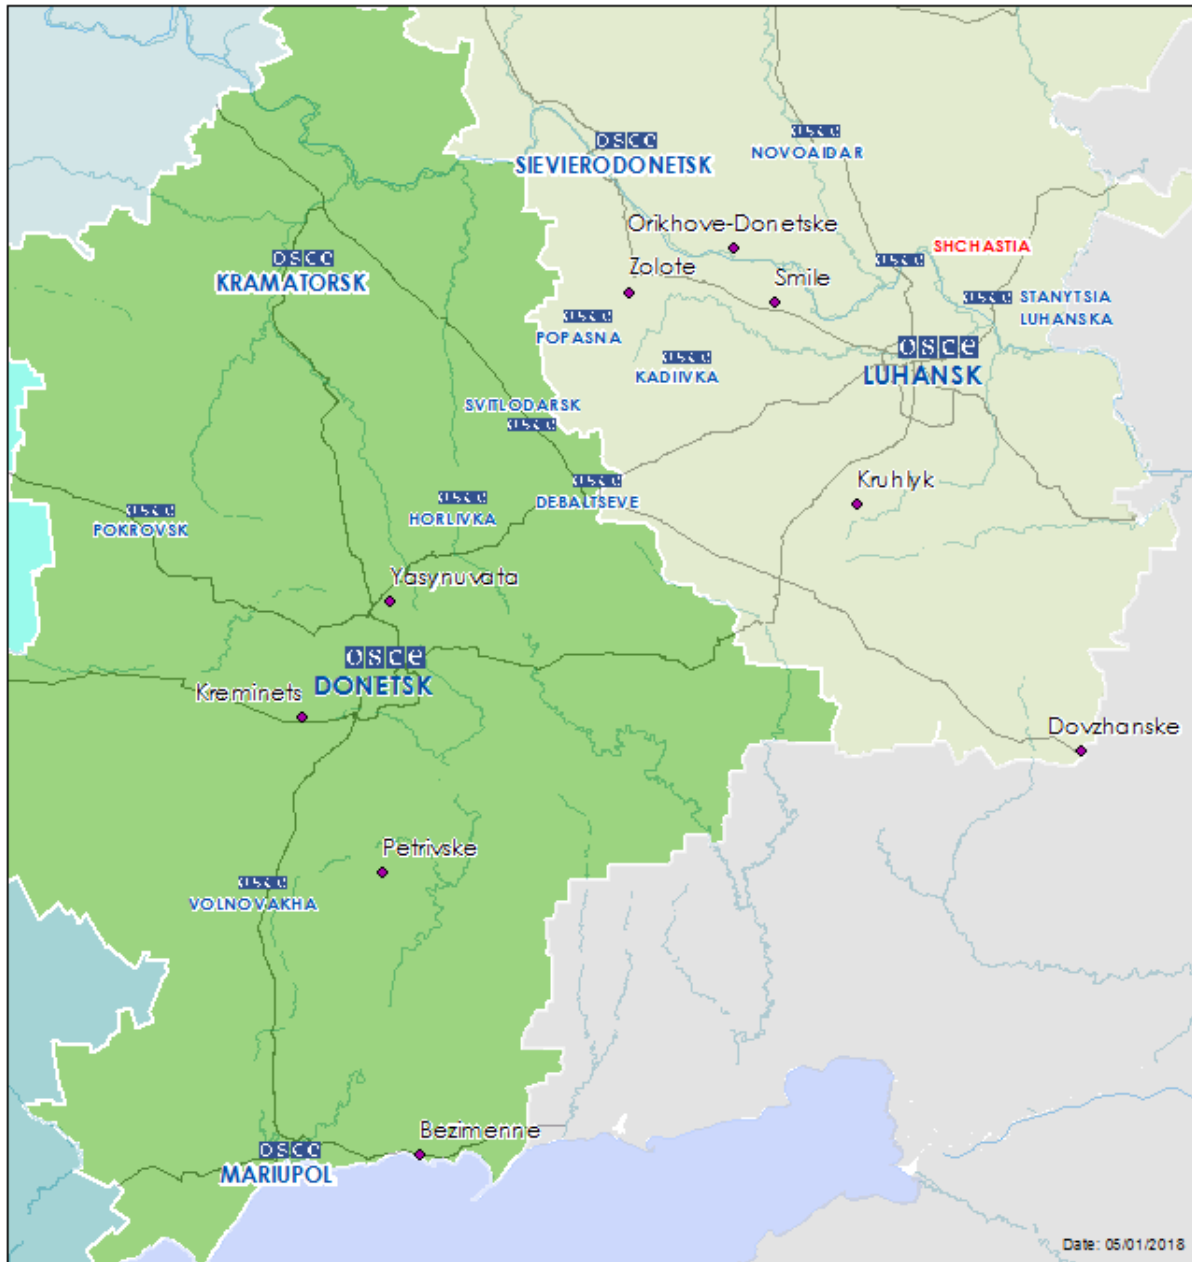 osce
SIEVIERODONETSK
osce
NOVOAIDAR
Orikhove-Donetske
SHCHASTIA
osce
osce
KRAMATORSK
Zolote
Smile
osce
STANYTSIA
LUHANSKA
osce
POPASNA
osce
LUHANSK
osce
KADIIVKA
SVITLODARSK
osce
osce
DEBALTSEVE
Kruhlyk
osce
HORLIVKA
osce
POKROVSK
Yasynuvata
osce
DONETSK
Kreminets
Dovzhanske
Petrivske
osce
VOLNOVAKHA
Bezimenne
osce
MARIUPOL
Date: 05/01/2018